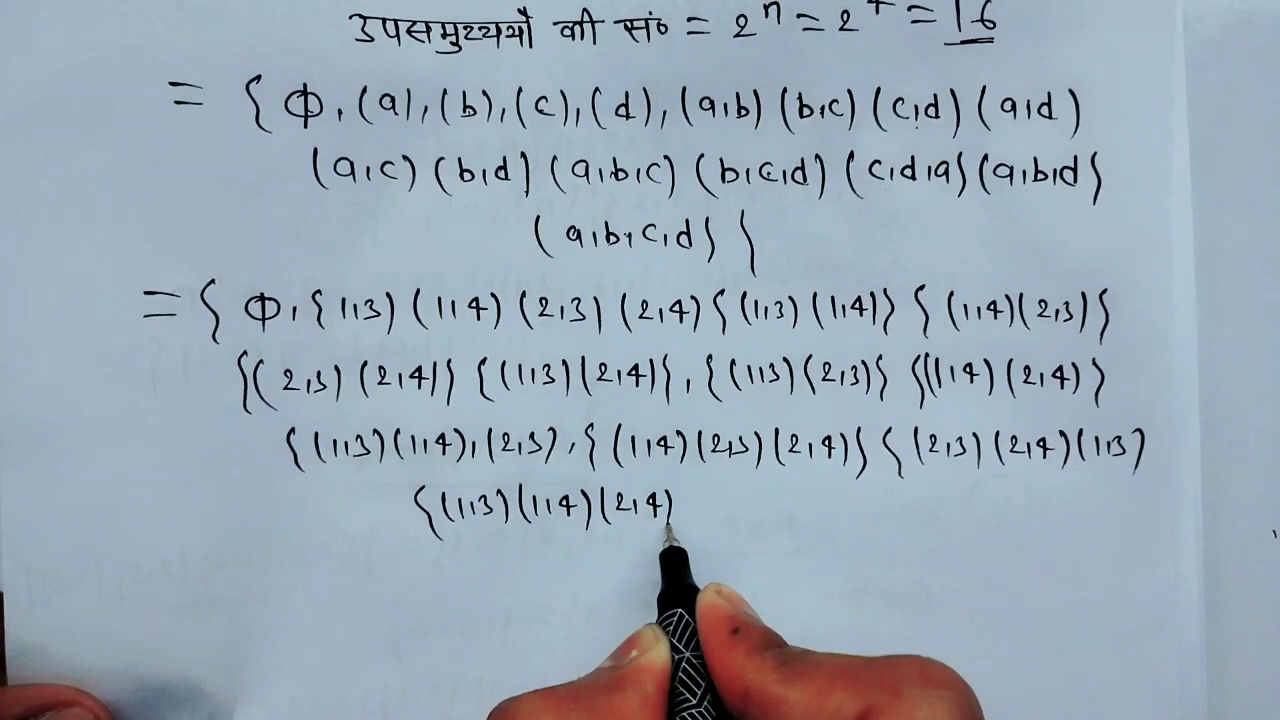 उपसमुच्चयों की सं० = 2ⁿ = 2⁴ = 16
= { Φ, (a), (b), (c), (d), (a,b) (b,c) (c,d) (a,d)
(a,c) (b,d) (a,b,c) (b,c,d) (c,d,a} (a,b,d}
(a,b,c,d} }
= { Φ, {1,3) (1,4) (2,3) (2,4) { (1,3) (1,4)} { (1,4) (2,3)}
{(2,3) (2,4)} {(1,3) (2,4)}, {(1,3) (2,3)} {(1,4) (2,4)}
{(1,3) (1,4), (2,3), {(1,4) (2,3) (2,4)} { (2,3) (2,4) (1,3)
{(1,3) (1,4) (2,4)